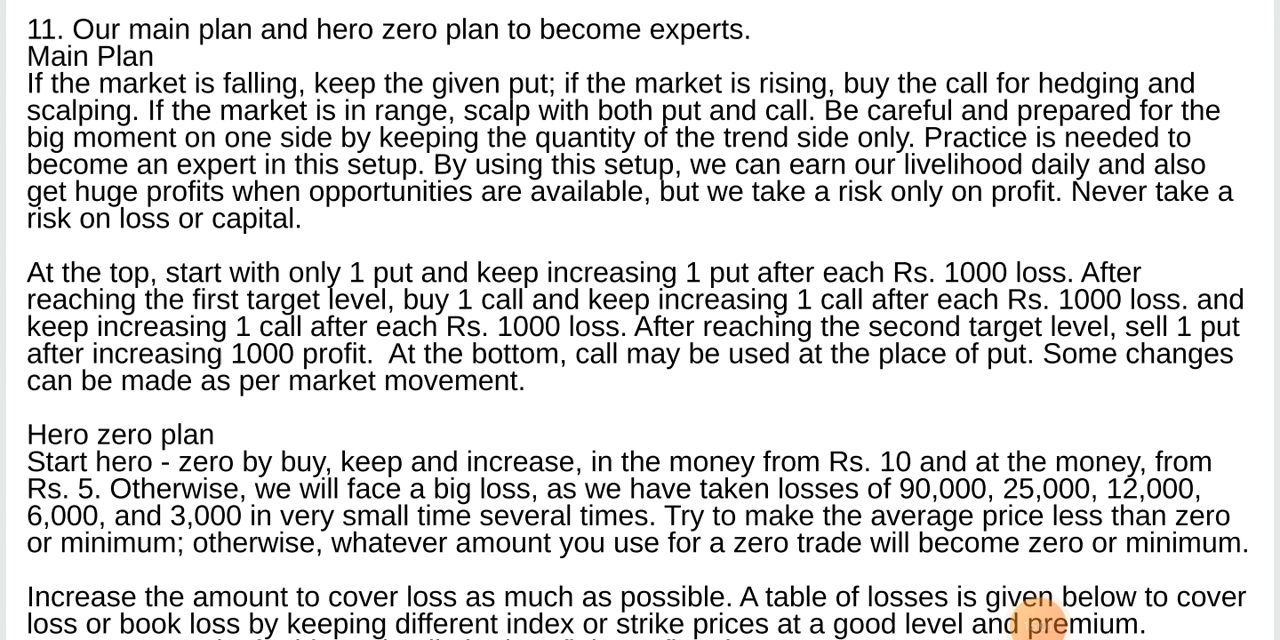 11. Our main plan and hero zero plan to become experts.
Main Plan
If the market is falling, keep the given put; if the market is rising, buy the call for hedging and
scalping. If the market is in range, scalp with both put and call. Be careful and prepared for the
big moment on one side by keeping the quantity of the trend side only. Practice is needed to
become an expert in this setup. By using this setup, we can earn our livelihood daily and also
get huge profits when opportunities are available, but we take a risk only on profit. Never take a
risk on loss or capital.
At the top, start with only 1 put and keep increasing 1 put after each Rs. 1000 loss. After
reaching the first target level, buy 1 call and keep increasing 1 call after each Rs. 1000 loss. and
keep increasing 1 call after each Rs. 1000 loss. After reaching the second target level, sell 1 put
after increasing 1000 profit.  At the bottom, call may be used at the place of put. Some changes
can be made as per market movement.
Hero zero plan
Start hero - zero by buy, keep and increase, in the money from Rs. 10 and at the money, from
Rs. 5. Otherwise, we will face a big loss, as we have taken losses of 90,000, 25,000, 12,000,
6,000, and 3,000 in very small time several times. Try to make the average price less than zero
or minimum; otherwise, whatever amount you use for a zero trade will become zero or minimum.
Increase the amount to cover loss as much as possible. A table of losses is given below to cover
loss or book loss by keeping different index or strike prices at a good level and premium.